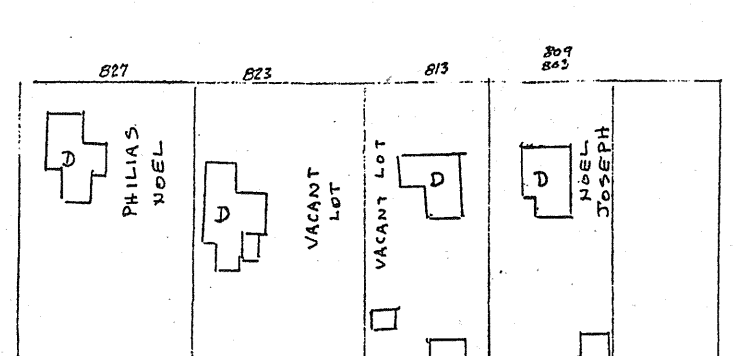 827
823
813
809
803
D
PHILIAS
NOEL
D
VACANT
LOT
VACANT LOT
D
D
NOEL
JOSEPH